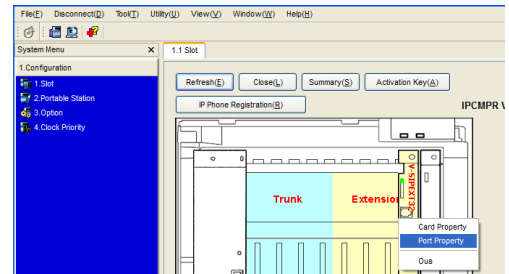 File(F) Disconnect(D) Tool(T) Utility(U) View(V) Window(W) Help(H)
System Menu x
1.1 Slot
1.Configuration
1.Slot
2.Portable Station
3.Option
4.Clock Priority
Refresh(E) Close(L) Summary(S) Activation Key(A)
IP Phone Registration(R)
IPCMPR V
Trunk
Extension
V-SIPEXT32
Card Property
Port Property
Ous